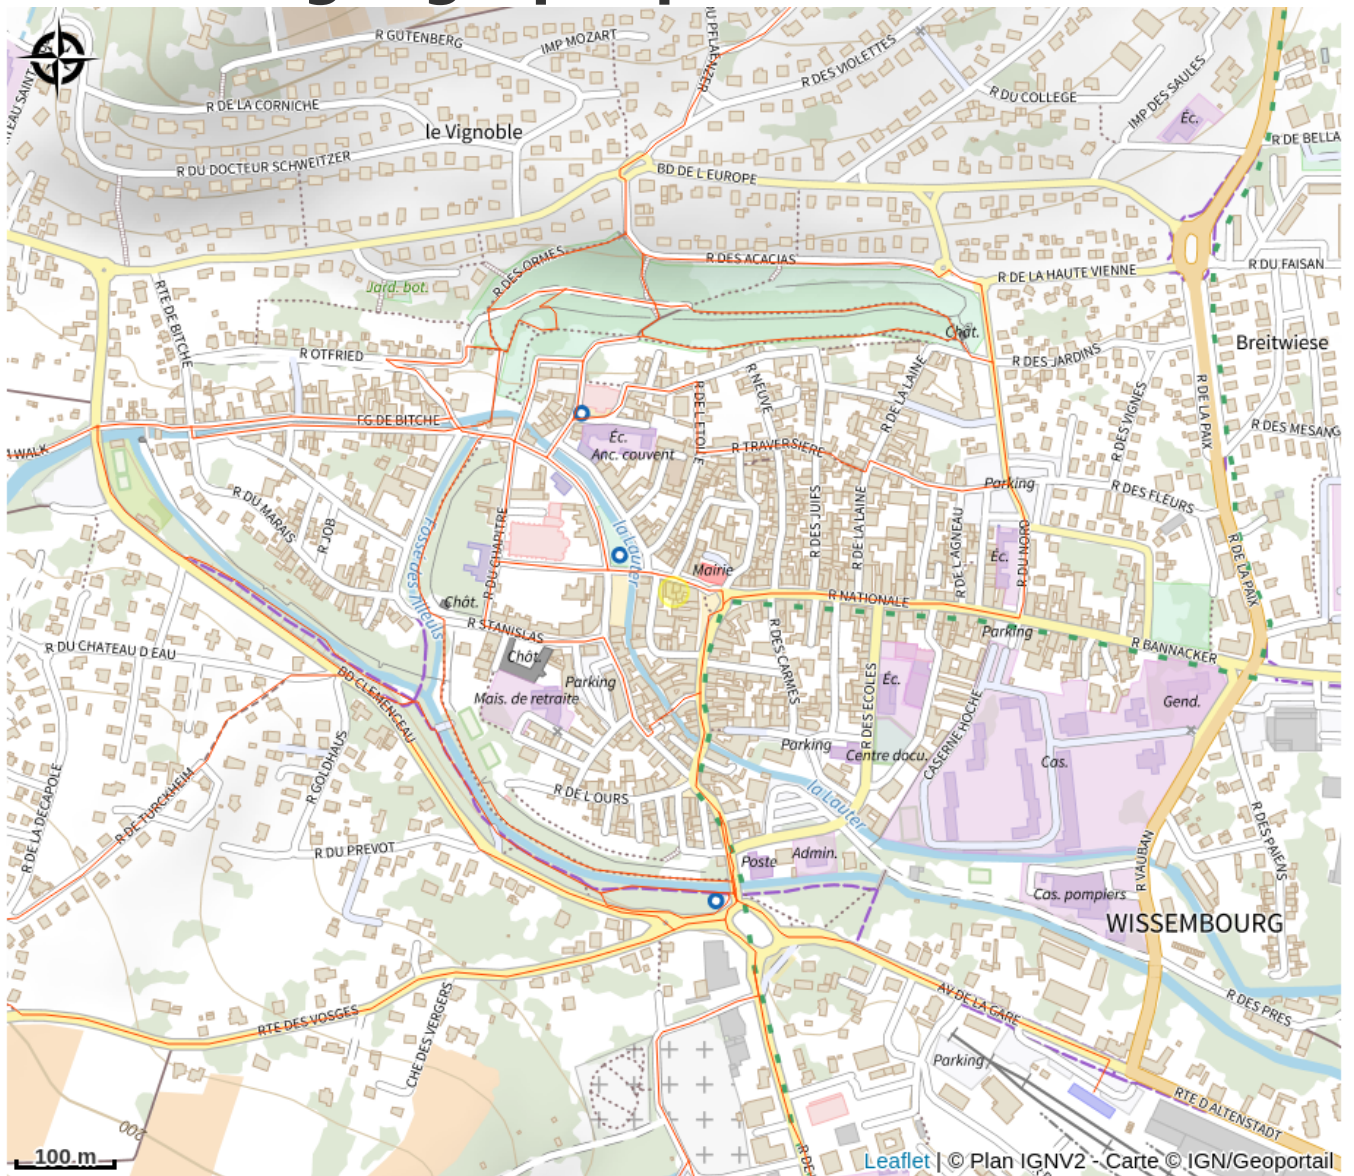 R GUTENBERG
IMP MOZART
DU PFLAENZER
R DES VIOLETTES
R DE LA CORNICHE
le Vignoble
R DU COLLEGE
IMP DES SAULES
Éc.
R DE BELLA
R DU DOCTEUR SCHWEITZER
BD DE L EUROPE
R DES ORMES
R DES ACACIAS
R DE LA HAUTE VIENNE
R DU FAISAN
Jard. bot.
RTE DE BITCHE
Chât.
Breitwiese
R OTFRIED
R DES JARDINS
R NEUVE
R DE LA LAINE
R DE L ETOILE
R DES VIGNES
R DE LA PAIX
FG DE BITCHE
Éc.
Anc. couvent
R TRAVERSIERE
R DES MESANG
WALK
Parking
R DES FLEURS
R DU MARAIS
R JOB
Fossé des Tilleuls
R DU CHAPITRE
la Lauter
R DES JUIFS
R DE LA LAINE
R DE L AGNEAU
Éc.
R DU NORD
R DE LA PAIX
Mairie
R NATIONALE
Chât.
R STANISLAS
Chât.
R DES CARMES
Parking
R BANNACKER
R DU CHATEAU D EAU
BD CLEMENCEAU
Parking
Mais. de retraite
R DES ECOLES
Éc.
Gend.
CASERNE HOCHE
Parking
Centre docu.
Cas.
R GOLDHAUS
R DE LA DECAPOLE
R DE TURCKHEIM
R DE L OURS
la Lauter
R DES PAIENS
R DU PREVOT
Poste
Admin.
R VAUBAN
Cas. pompiers
WISSEMBOURG
RTE DES VOSGES
CHE DES VERGERS
AV DE LA GARE
R DES PRES
Parking
RTE D ALTENSTADT
200
100 m
Leaflet | © Plan IGNV2 - Carte © IGN/Geoportail